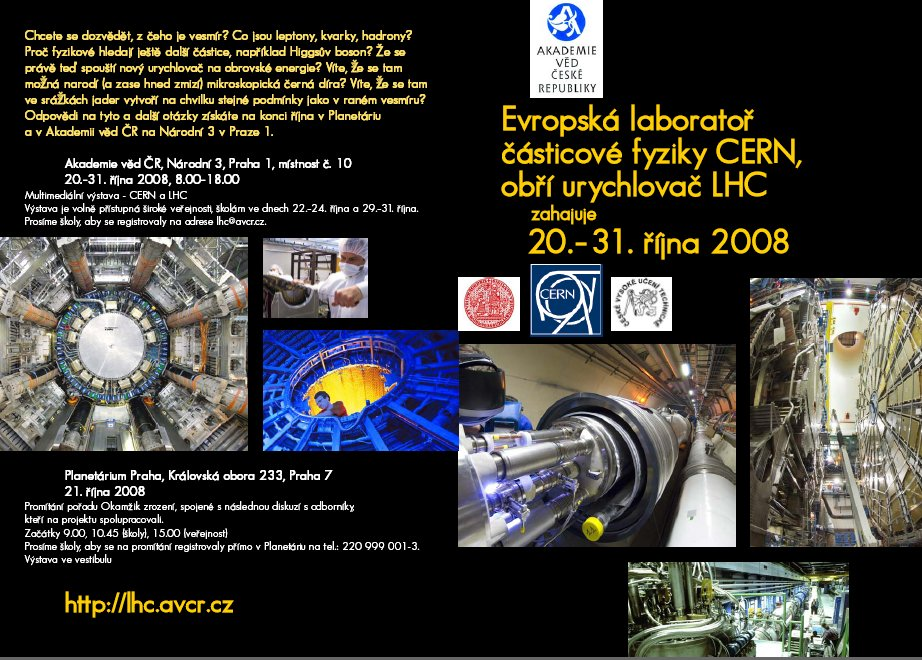 Chcete se dozvědět, z čeho je vesmír? Co jsou leptony, kvarky, hadrony?
Proč fyzikové hledají ještě další částice, například Higgsův boson? Že se
právě teď spouští nový urychlovač na obrovské energie? Víte, že se tam
možná narodí (a zase hned zmizí) mikroskopická černá díra? Víte, že se tam
ve srážkách jader vytvoří na chvilku stejné podmínky jako v raném vesmíru?
Odpovědi na tyto a další otázky získáte na konci října v Planetáriu
a v Akademii věd ČR na Národní 3 v Praze 1.
Akademie věd ČR, Národní 3, Praha 1, místnost č. 10
20.-31. října 2008, 8.00-18.00
Multimediální výstava - CERN a LHC
Výstava je volně přístupná široké veřejnosti, školám ve dnech 22.-24. října a 29.-31. října.
Prosíme školy, aby se registrovaly na adrese lhc@avcr.cz.
Planetárium Praha, Královská obora 233, Praha 7
21. října 2008
Promítání pořadu Okamžik zrození, spojené s následnou diskuzí s odborníky,
kteří na projektu spolupracovali.
Začátky 9.00, 10.45 (školy), 15.00 (veřejnost)
Prosíme školy, aby se na promítání registrovaly přímo v Planetáriu na tel.: 220 999 001-3.
Výstava ve vestibulu
http://lhc.avcr.cz
AKADEMIE
VĚD
ČESKÉ
REPUBLIKY
Evropská laboratoř
částicové fyziky CERN,
obří urychlovač LHC
zahajuje
20.- 31. října 2008
CERN
ČESKÉ VYSOKÉ UČENÍ TECHNICKÉ